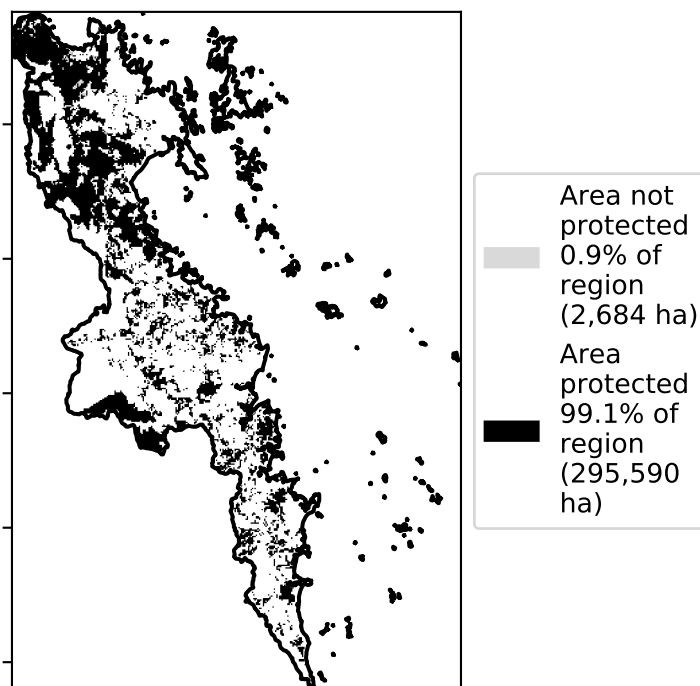 Area not
protected
0.9% of
region
(2,684 ha)
Area
protected
99.1% of
region
(295,590
ha)